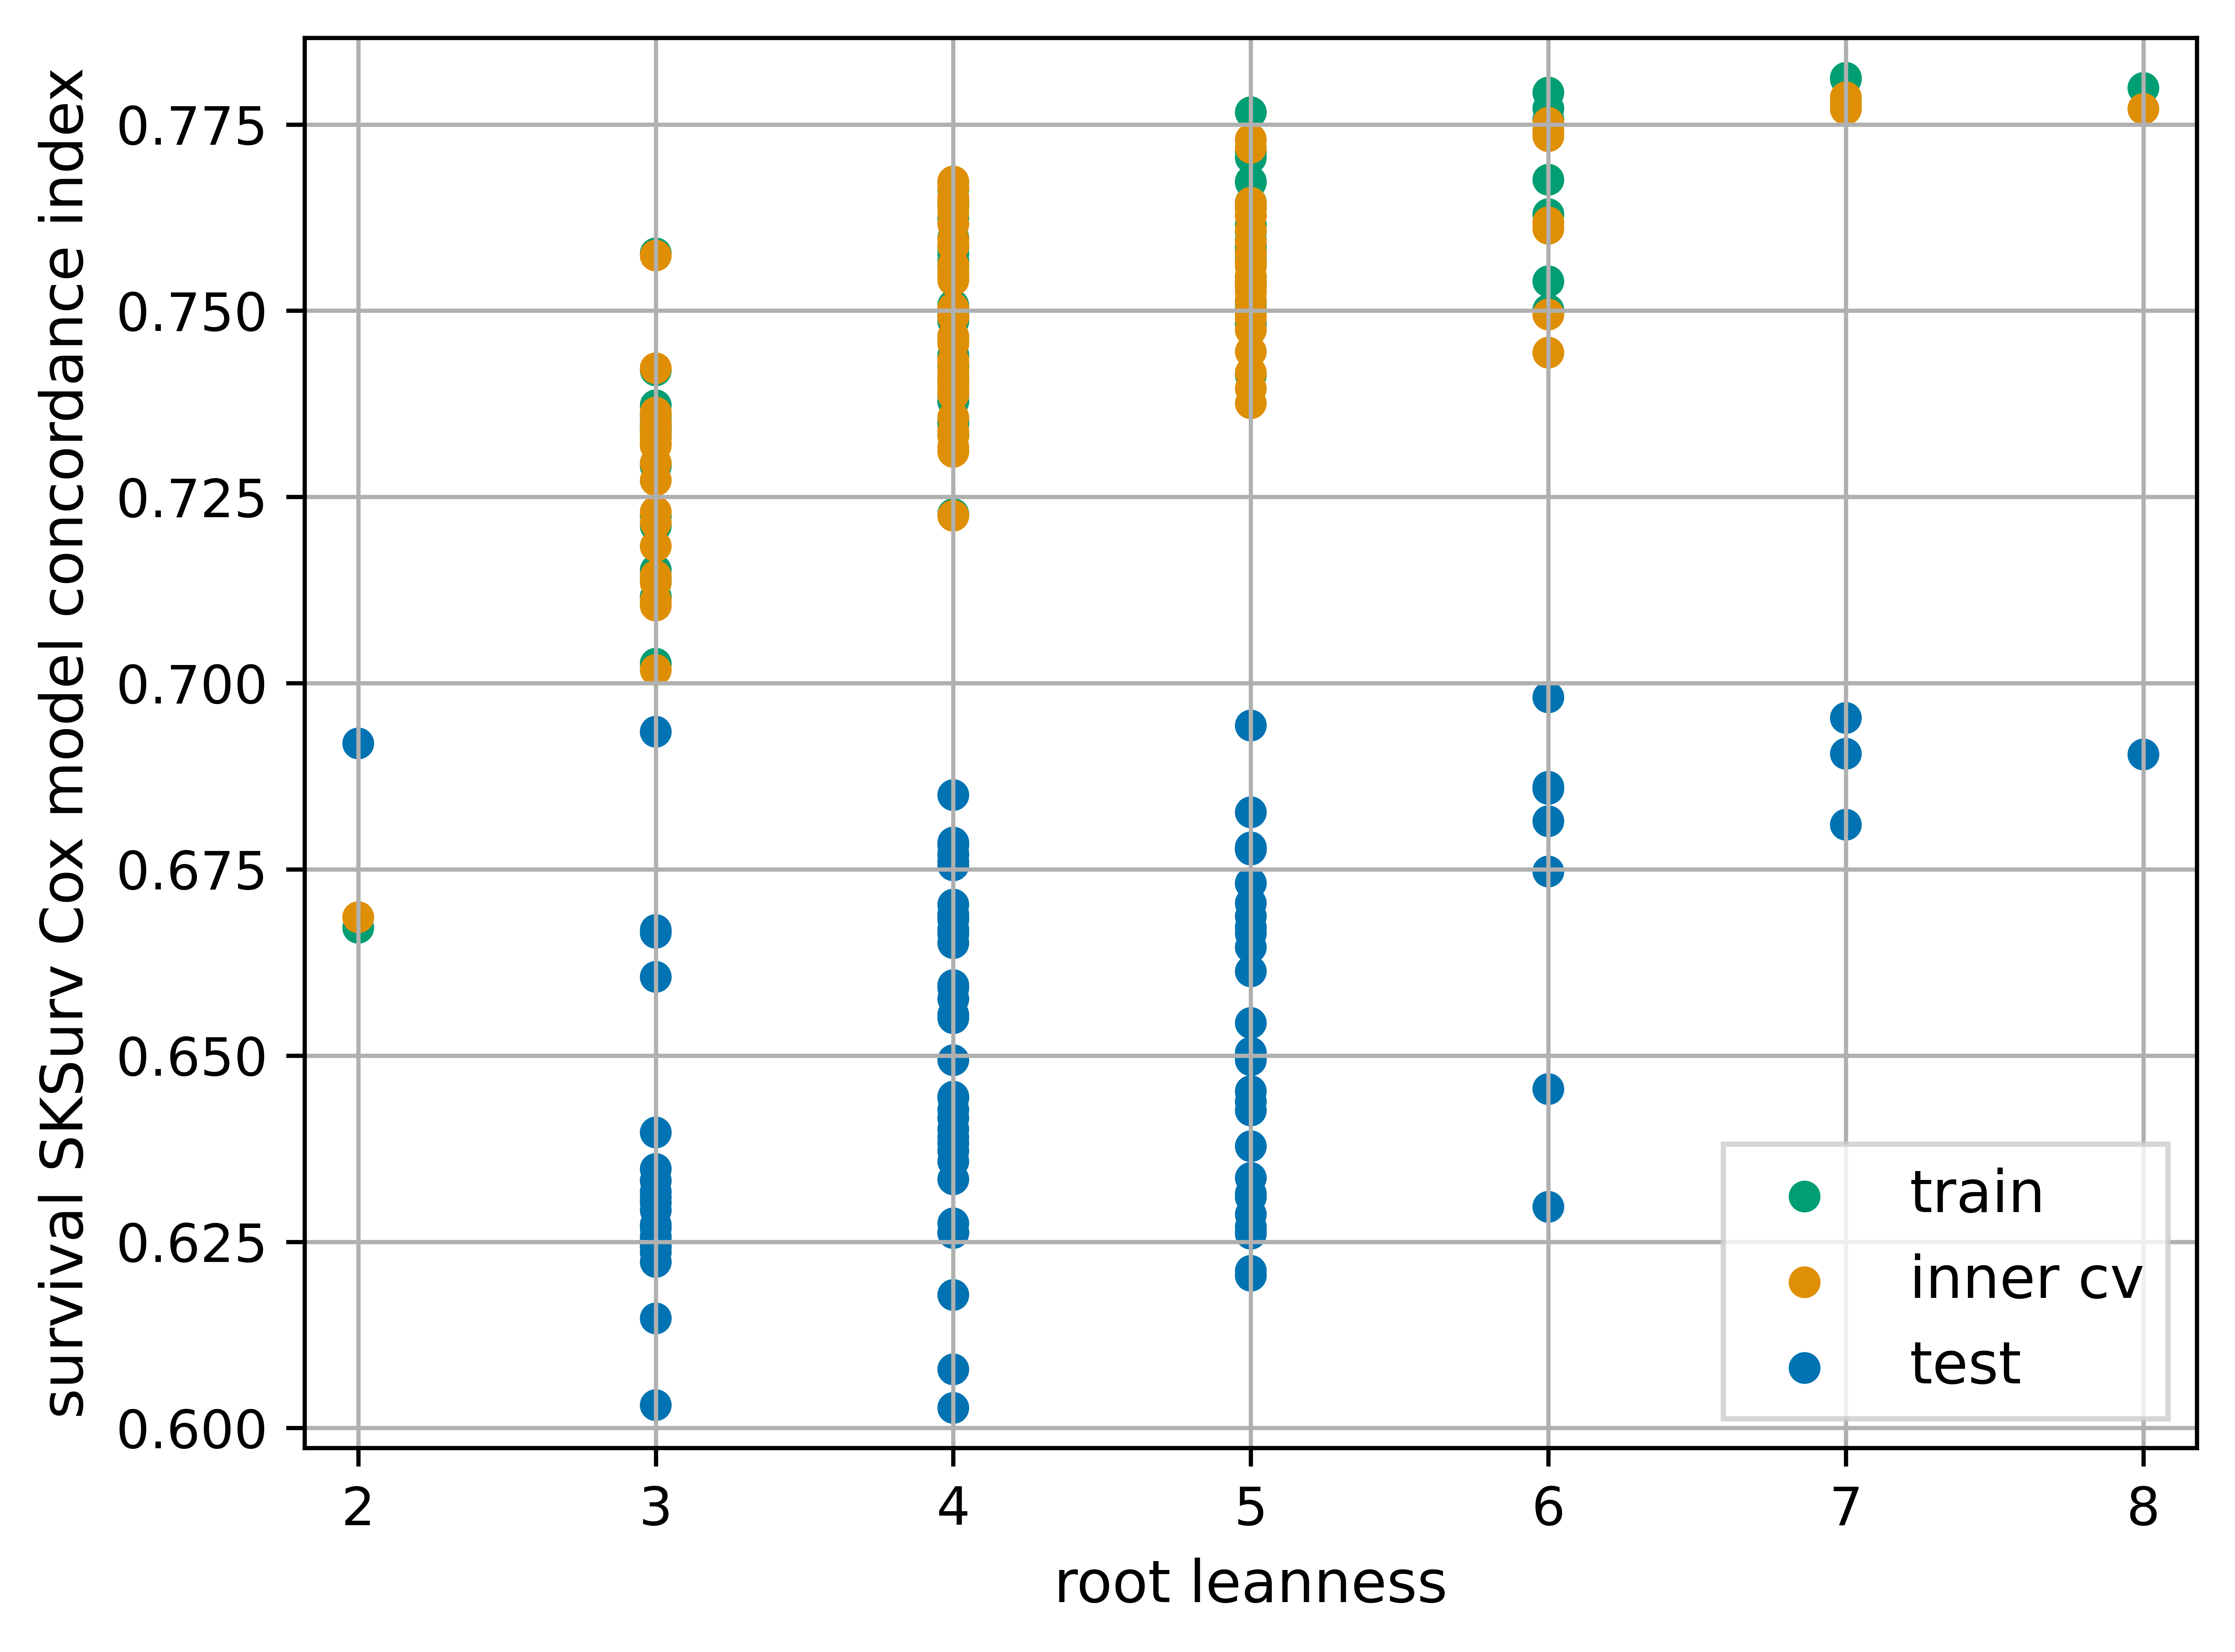 survival SKSurv Cox model concordance index
0.775
0.750
0.725
0.700
0.675
0.650
0.625
0.600
2 3 4 5 6 7 8
root leanness
train
inner cv
test